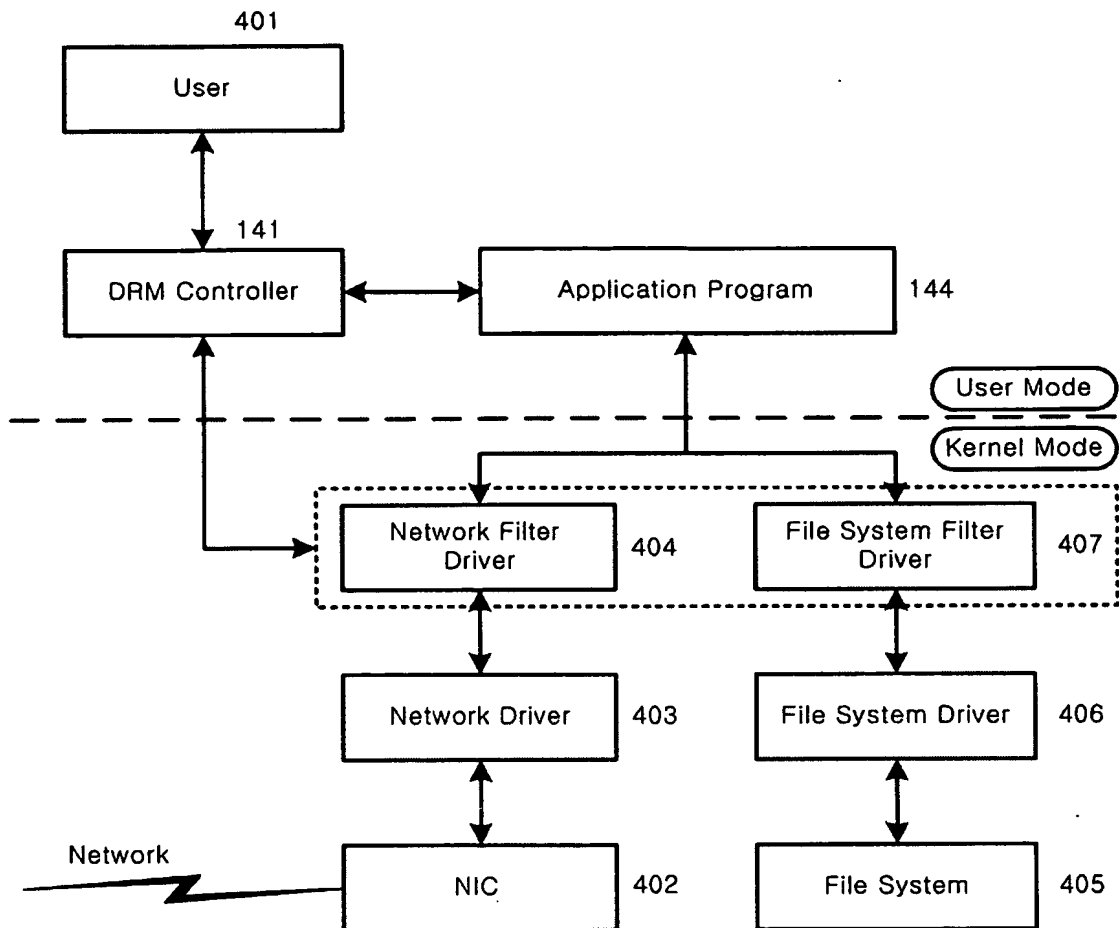 401
User
141
DRM Controller
Application Program
144
User Mode
Kernel Mode
Network Filter
Driver
404
File System Filter
Driver
407
Network Driver
403
File System Driver
406
Network
NIC
402
File System
405